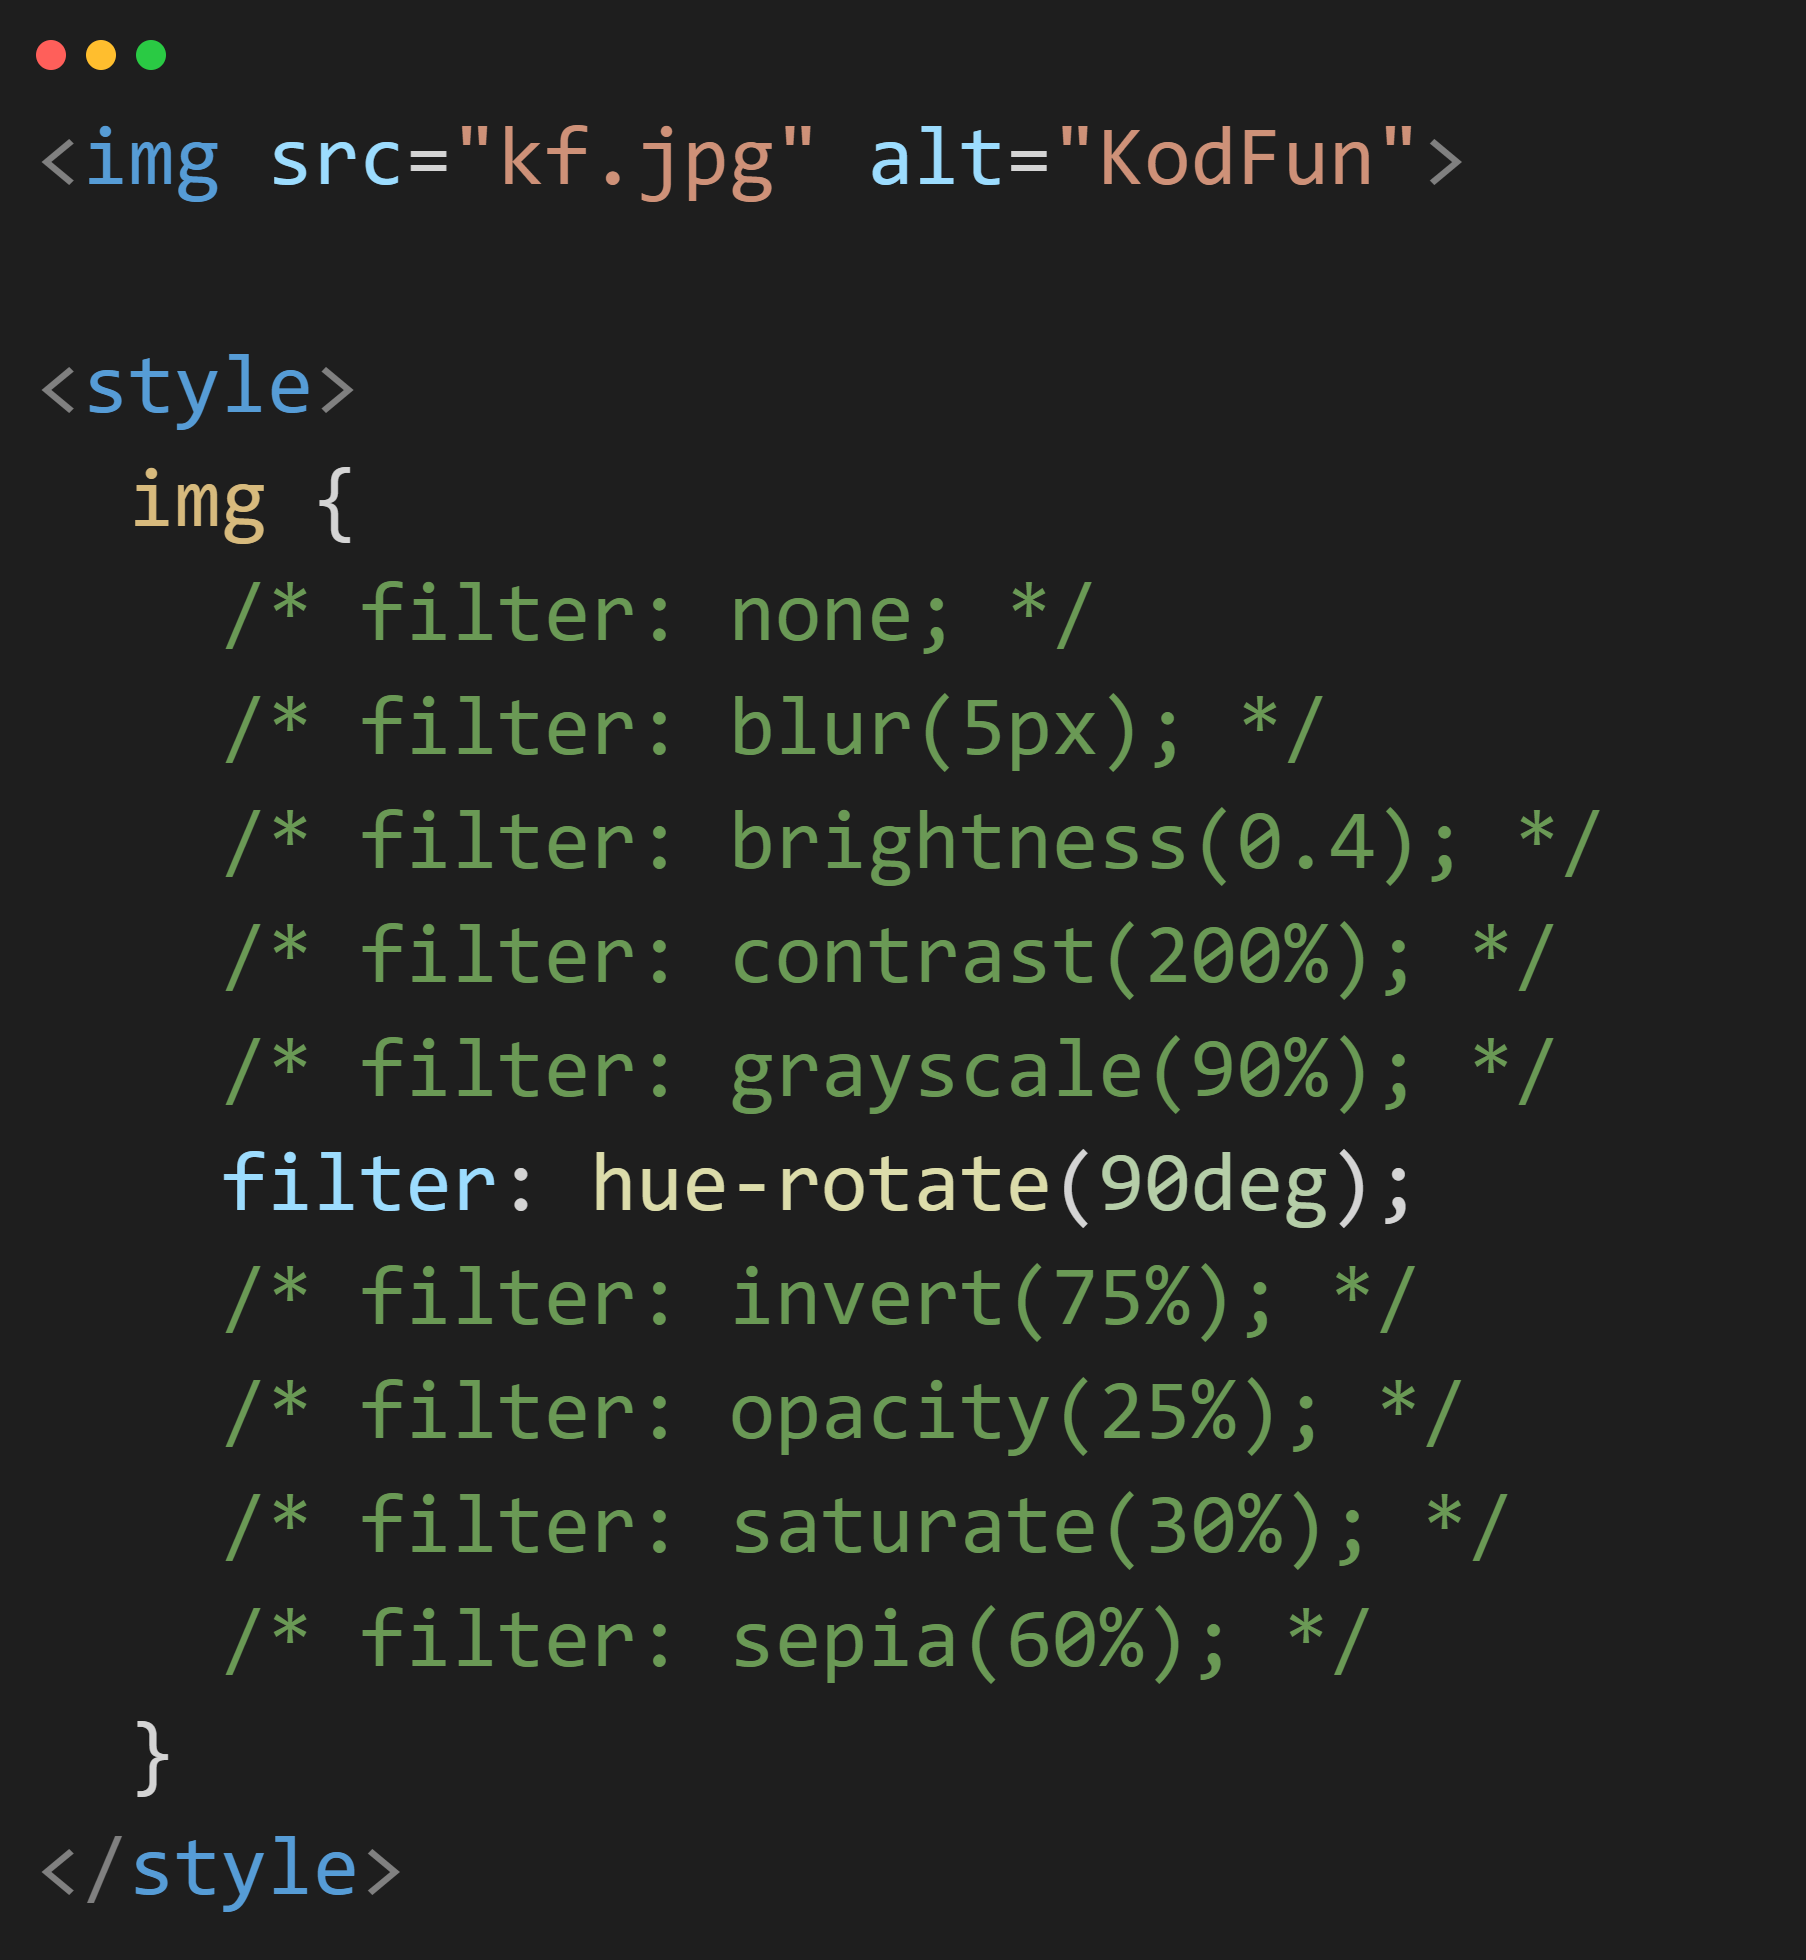 <img src="kf.jpg" alt="KodFun">
<style>
img {
/* filter: none; */
/* filter: blur(5px); */
/* filter: brightness(0.4); */
/* filter: contrast(200%); */
/* filter: grayscale(90%); */
filter: hue-rotate(90deg);
/* filter: invert(75%); */
/* filter: opacity(25%); */
/* filter: saturate(30%); */
/* filter: sepia(60%); */
}
</style>